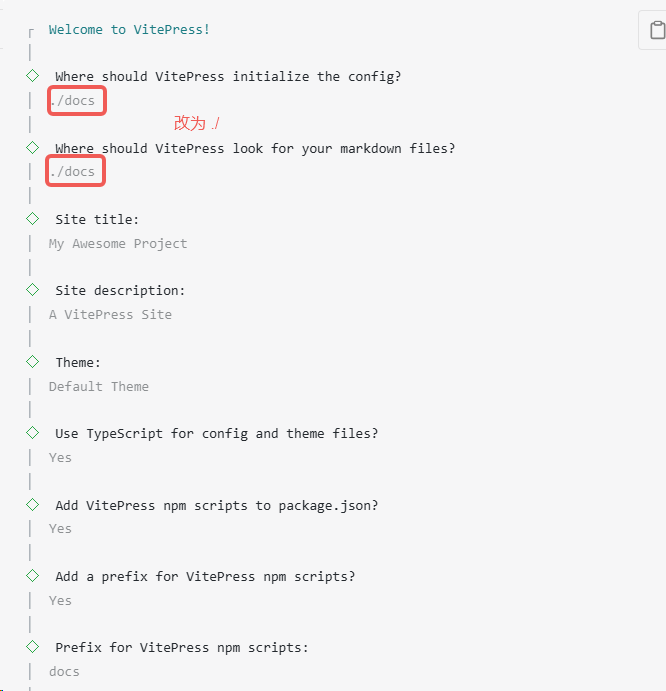 Welcome to VitePress!
Where should VitePress initialize the config?
./docs
改为 ./
Where should VitePress look for your markdown files?
./docs
Site title:
My Awesome Project
Site description:
A VitePress Site
Theme:
Default Theme
Use TypeScript for config and theme files?
Yes
Add VitePress npm scripts to package.json?
Yes
Add a prefix for VitePress npm scripts?
Yes
Prefix for VitePress npm scripts:
docs